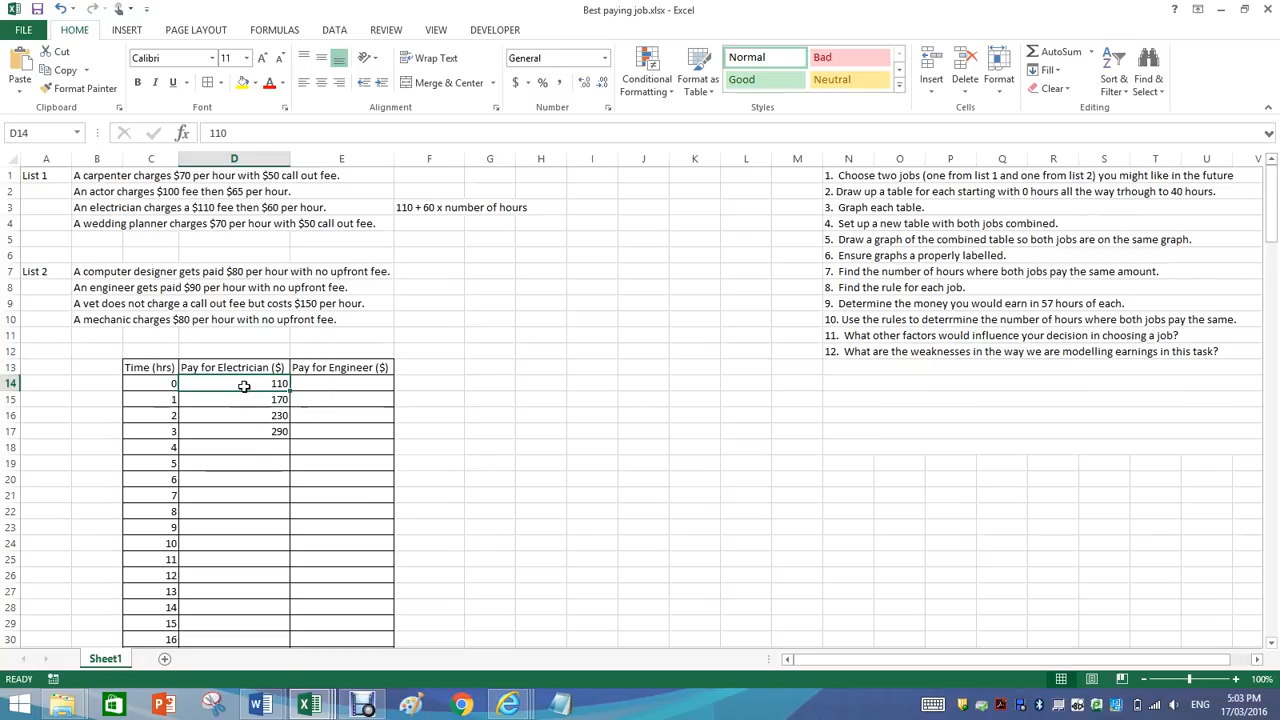 Best paying job.xlsx - Excel
FILE HOME INSERT PAGE LAYOUT FORMULAS DATA REVIEW VIEW DEVELOPER
Paste Cut Copy Format Painter
Calibri 11
B I U
Wrap Text
Merge & Center
General
$ % ,
Conditional Formatting
Format as Table
Normal Bad
Good Neutral
Insert Delete Format
AutoSum
Fill
Clear
Sort & Filter
Find & Select
Clipboard Font Alignment Number Styles Cells Editing
D14 fx 110
A B C D E F G H I J K L M N O P Q R S T U V
1 List 1 A carpenter charges $70 per hour with $50 call out fee. 1. Choose two jobs (one from list 1 and one from list 2) you might like in the future
2 An actor charges $100 fee then $65 per hour. 2. Draw up a table for each starting with 0 hours all the way trhough to 40 hours.
3 An electrician charges a $110 fee then $60 per hour. 110 + 60 x number of hours 3. Graph each table.
4 A wedding planner charges $70 per hour with $50 call out fee. 4. Set up a new table with both jobs combined.
5 5. Draw a graph of the combined table so both jobs are on the same graph.
6 6. Ensure graphs a properly labelled.
7 List 2 A computer designer gets paid $80 per hour with no upfront fee. 7. Find the number of hours where both jobs pay the same amount.
8 An engineer gets paid $90 per hour with no upfront fee. 8. Find the rule for each job.
9 A vet does not charge a call out fee but costs $150 per hour. 9. Determine the money you would earn in 57 hours of each.
10 A mechanic charges $80 per hour with no upfront fee. 10. Use the rules to deterrmine the number of hours where both jobs pay the same.
11 11. What other factors would influence your decision in choosing a job?
12 12. What are the weaknesses in the way we are modelling earnings in this task?
13 Time (hrs) Pay for Electrician ($) Pay for Engineer ($)
14 0 110
15 1 170
16 2 230
17 3 290
18 4
19 5
20 6
21 7
22 8
23 9
24 10
25 11
26 12
27 13
28 14
29 15
30 16
Sheet1
READY 100%
ENG 5:03 PM
17/03/2016